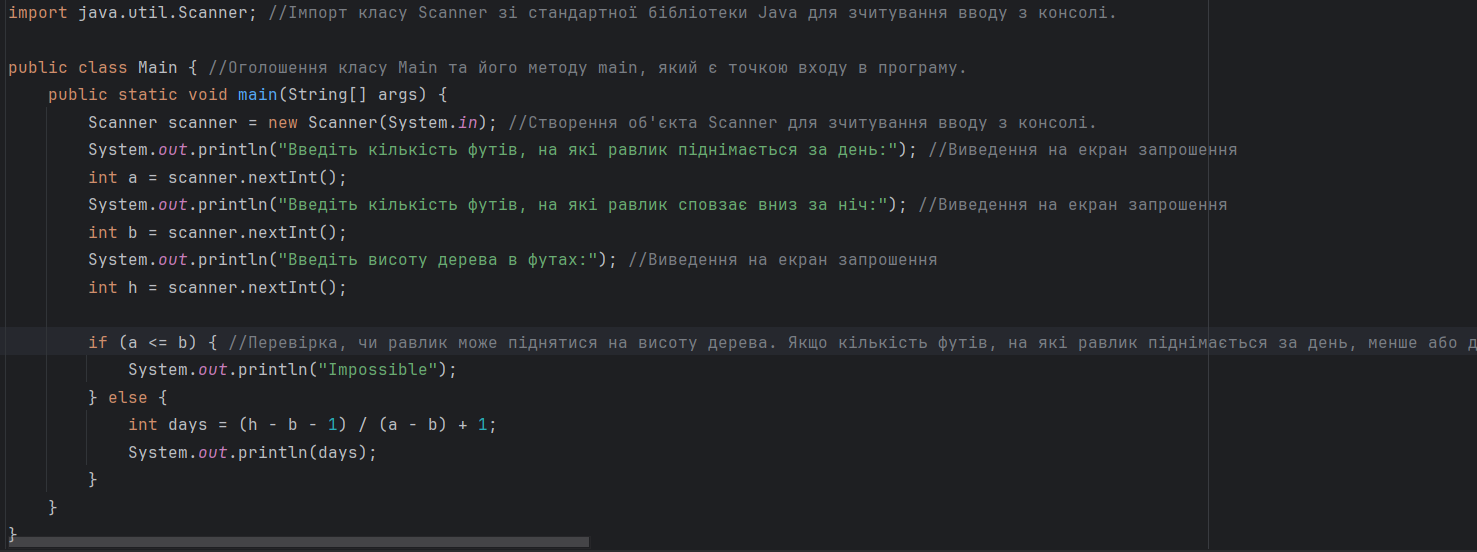 import java.util.Scanner; //Імпорт класу Scanner зі стандартної бібліотеки Java для зчитування вводу з консолі.
public class Main { //Оголошення класу Main та його методу main, який є точкою входу в програму.
public static void main(String[] args) {
Scanner scanner = new Scanner(System.in); //Створення об'єкта Scanner для зчитування вводу з консолі.
System.out.println("Введіть кількість футів, на які равлик піднімається за день:"); //Виведення на екран запрошення
int a = scanner.nextInt();
System.out.println("Введіть кількість футів, на які равлик сповзає вниз за ніч:"); //Виведення на екран запрошення
int b = scanner.nextInt();
System.out.println("Введіть висоту дерева в футах:"); //Виведення на екран запрошення
int h = scanner.nextInt();
if (a <= b) { //Перевірка, чи равлик може піднятися на висоту дерева. Якщо кількість футів, на які равлик піднімається за день, менше або
System.out.println("Impossible");
} else {
int days = (h - b - 1) / (a - b) + 1;
System.out.println(days);
}
}
}